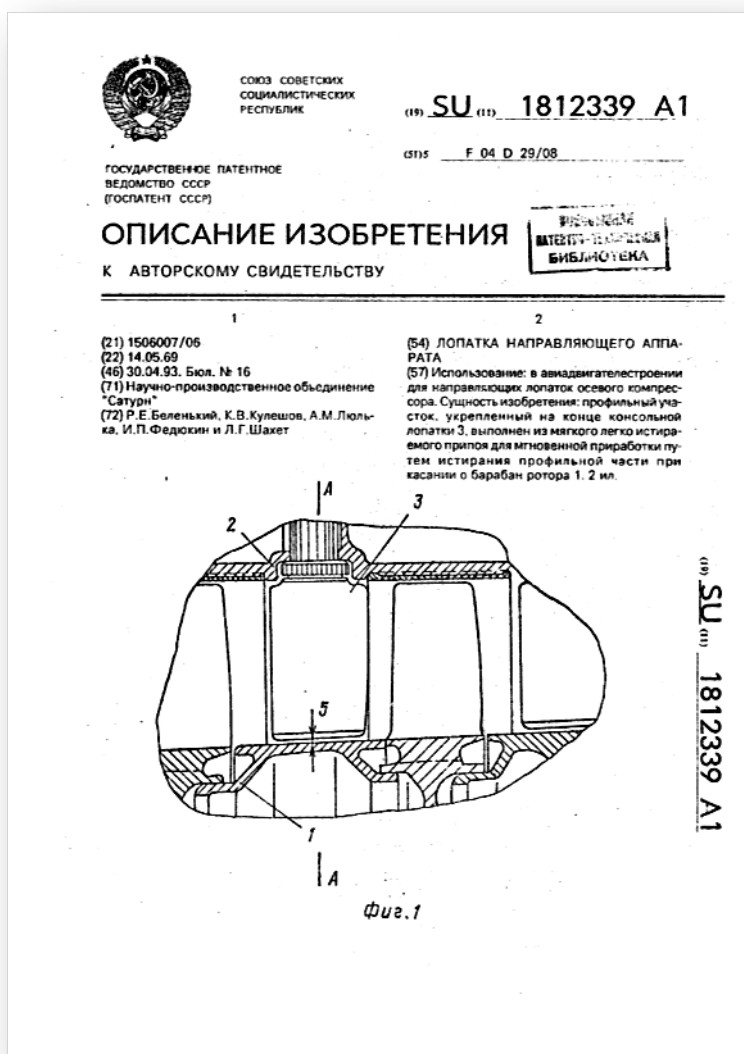 СОЮЗ СОВЕТСКИХ
СОЦИАЛИСТИЧЕСКИХ
РЕСПУБЛИК
(19) SU (11) 1812339 A1
(51)5 F 04 D 29/08
ГОСУДАРСТВЕННОЕ ПАТЕНТНОЕ
ВЕДОМСТВО СССР
(ГОСПАТЕНТ СССР)
ОПИСАНИЕ ИЗОБРЕТЕНИЯ
К АВТОРСКОМУ СВИДЕТЕЛЬСТВУ
БИБЛИОТЕКА
1
(21) 1506007/06
(22) 14.05.69
(46) 30.04.93. Бюл. № 16
(71) Научно-производственное объединение
"Сатурн"
(72) Р.Е.Беленький, К.В.Кулешов, А.М.Люль-
ка, И.П.Федюкин и Л.Г.Шахет
2
(54) ЛОПАТКА НАПРАВЛЯЮЩЕГО АППА-
РАТА
(57) Использование: в авиадвигателестроении
для направляющих лопаток осевого компрес-
сора. Сущность изобретения: профильный уча-
сток, укрепленный на конце консольной
лопатки 3, выполнен из мягкого легко истира-
емого припоя для мгновенной приработки пу-
тем истирания профильной части при
касании о барабан ротора 1. 2 ил.
А
2
3
5
1
А
Фиг.1
(19) SU (11) 1812339 A1